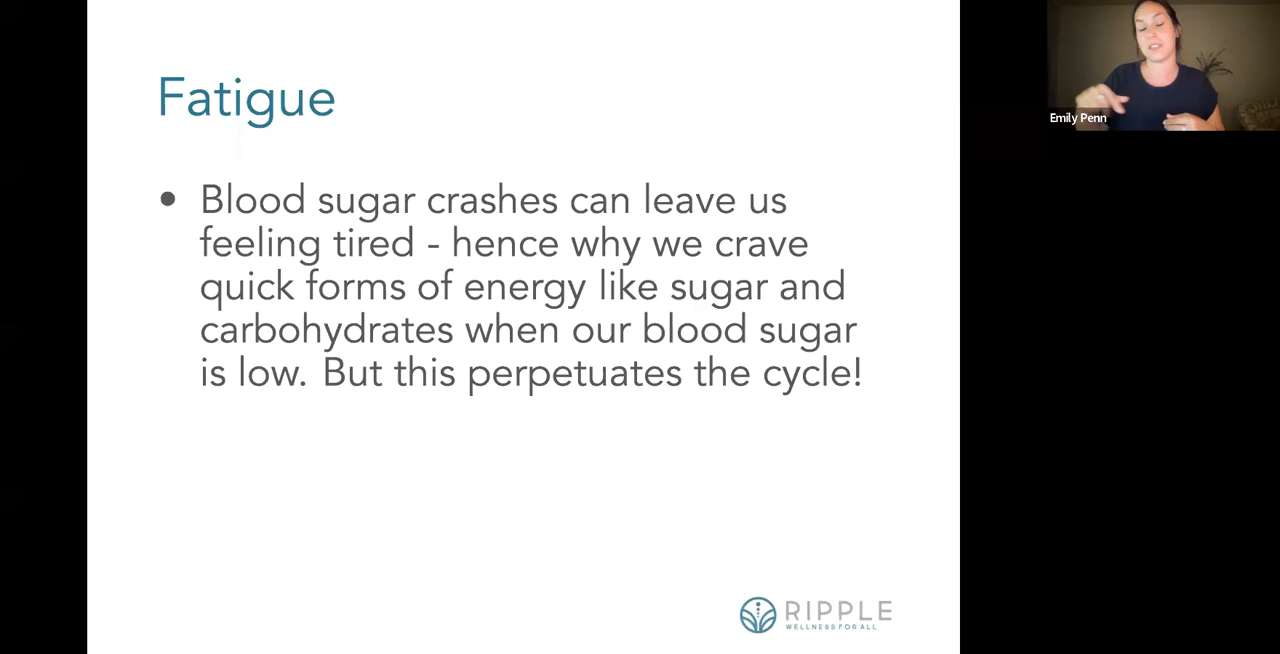 Fatigue
• Blood sugar crashes can leave us
feeling tired - hence why we crave
quick forms of energy like sugar and
carbohydrates when our blood sugar
is low. But this perpetuates the cycle!
RIPPLE
WELLNESS FOR ALL
Emily Penn